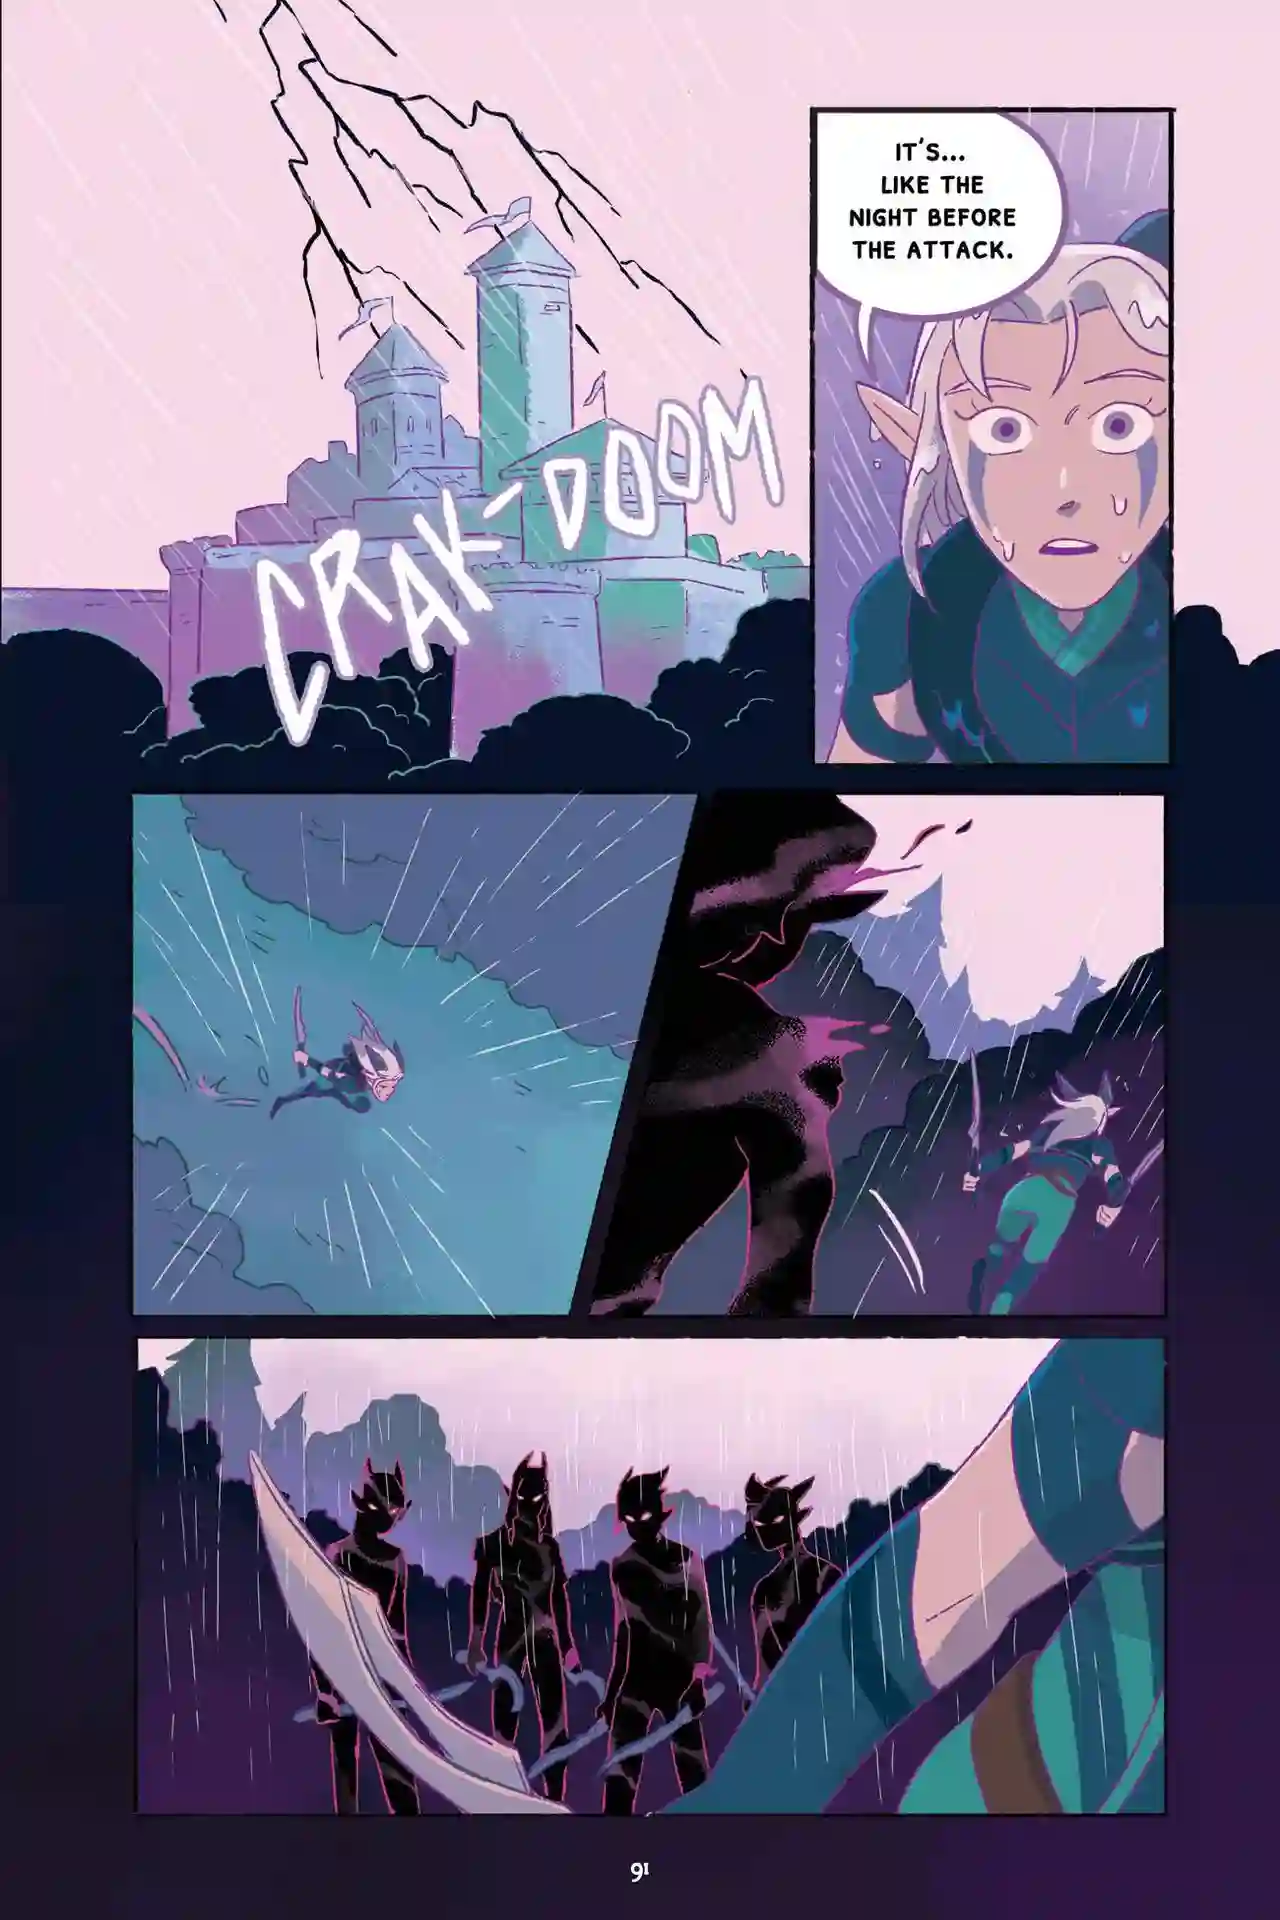 CRAK-DOOM
IT'S...
LIKE THE
NIGHT BEFORE
THE ATTACK.
91